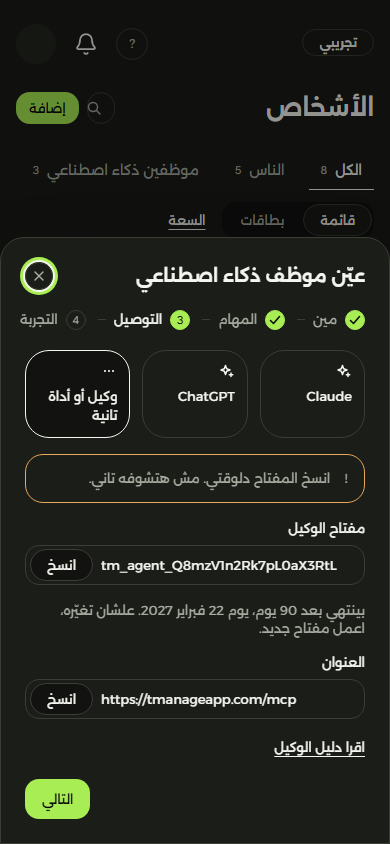 تجريبي
?
الأشخاص
إضافة
الكل 8
الناس 5
موظفين ذكاء اصطناعي 3
قائمة
بطاقات
السعة
عيّن موظف ذكاء اصطناعي
مين
المهام
3 التوصيل
4 التجربة
Claude
ChatGPT
وكيل أو أداة
تانية
! انسخ المفتاح دلوقتي. مش هتشوفه تاني.
مفتاح الوكيل
tm_agent_Q8mzV1n2Rk7pL0aX3RtL
انسخ
بينتهي بعد 90 يوم، يوم 22 فبراير 2027. علشان تغيّره،
اعمل مفتاح جديد.
العنوان
https://tmanageapp.com/mcp
انسخ
اقرا دليل الوكيل
التالي